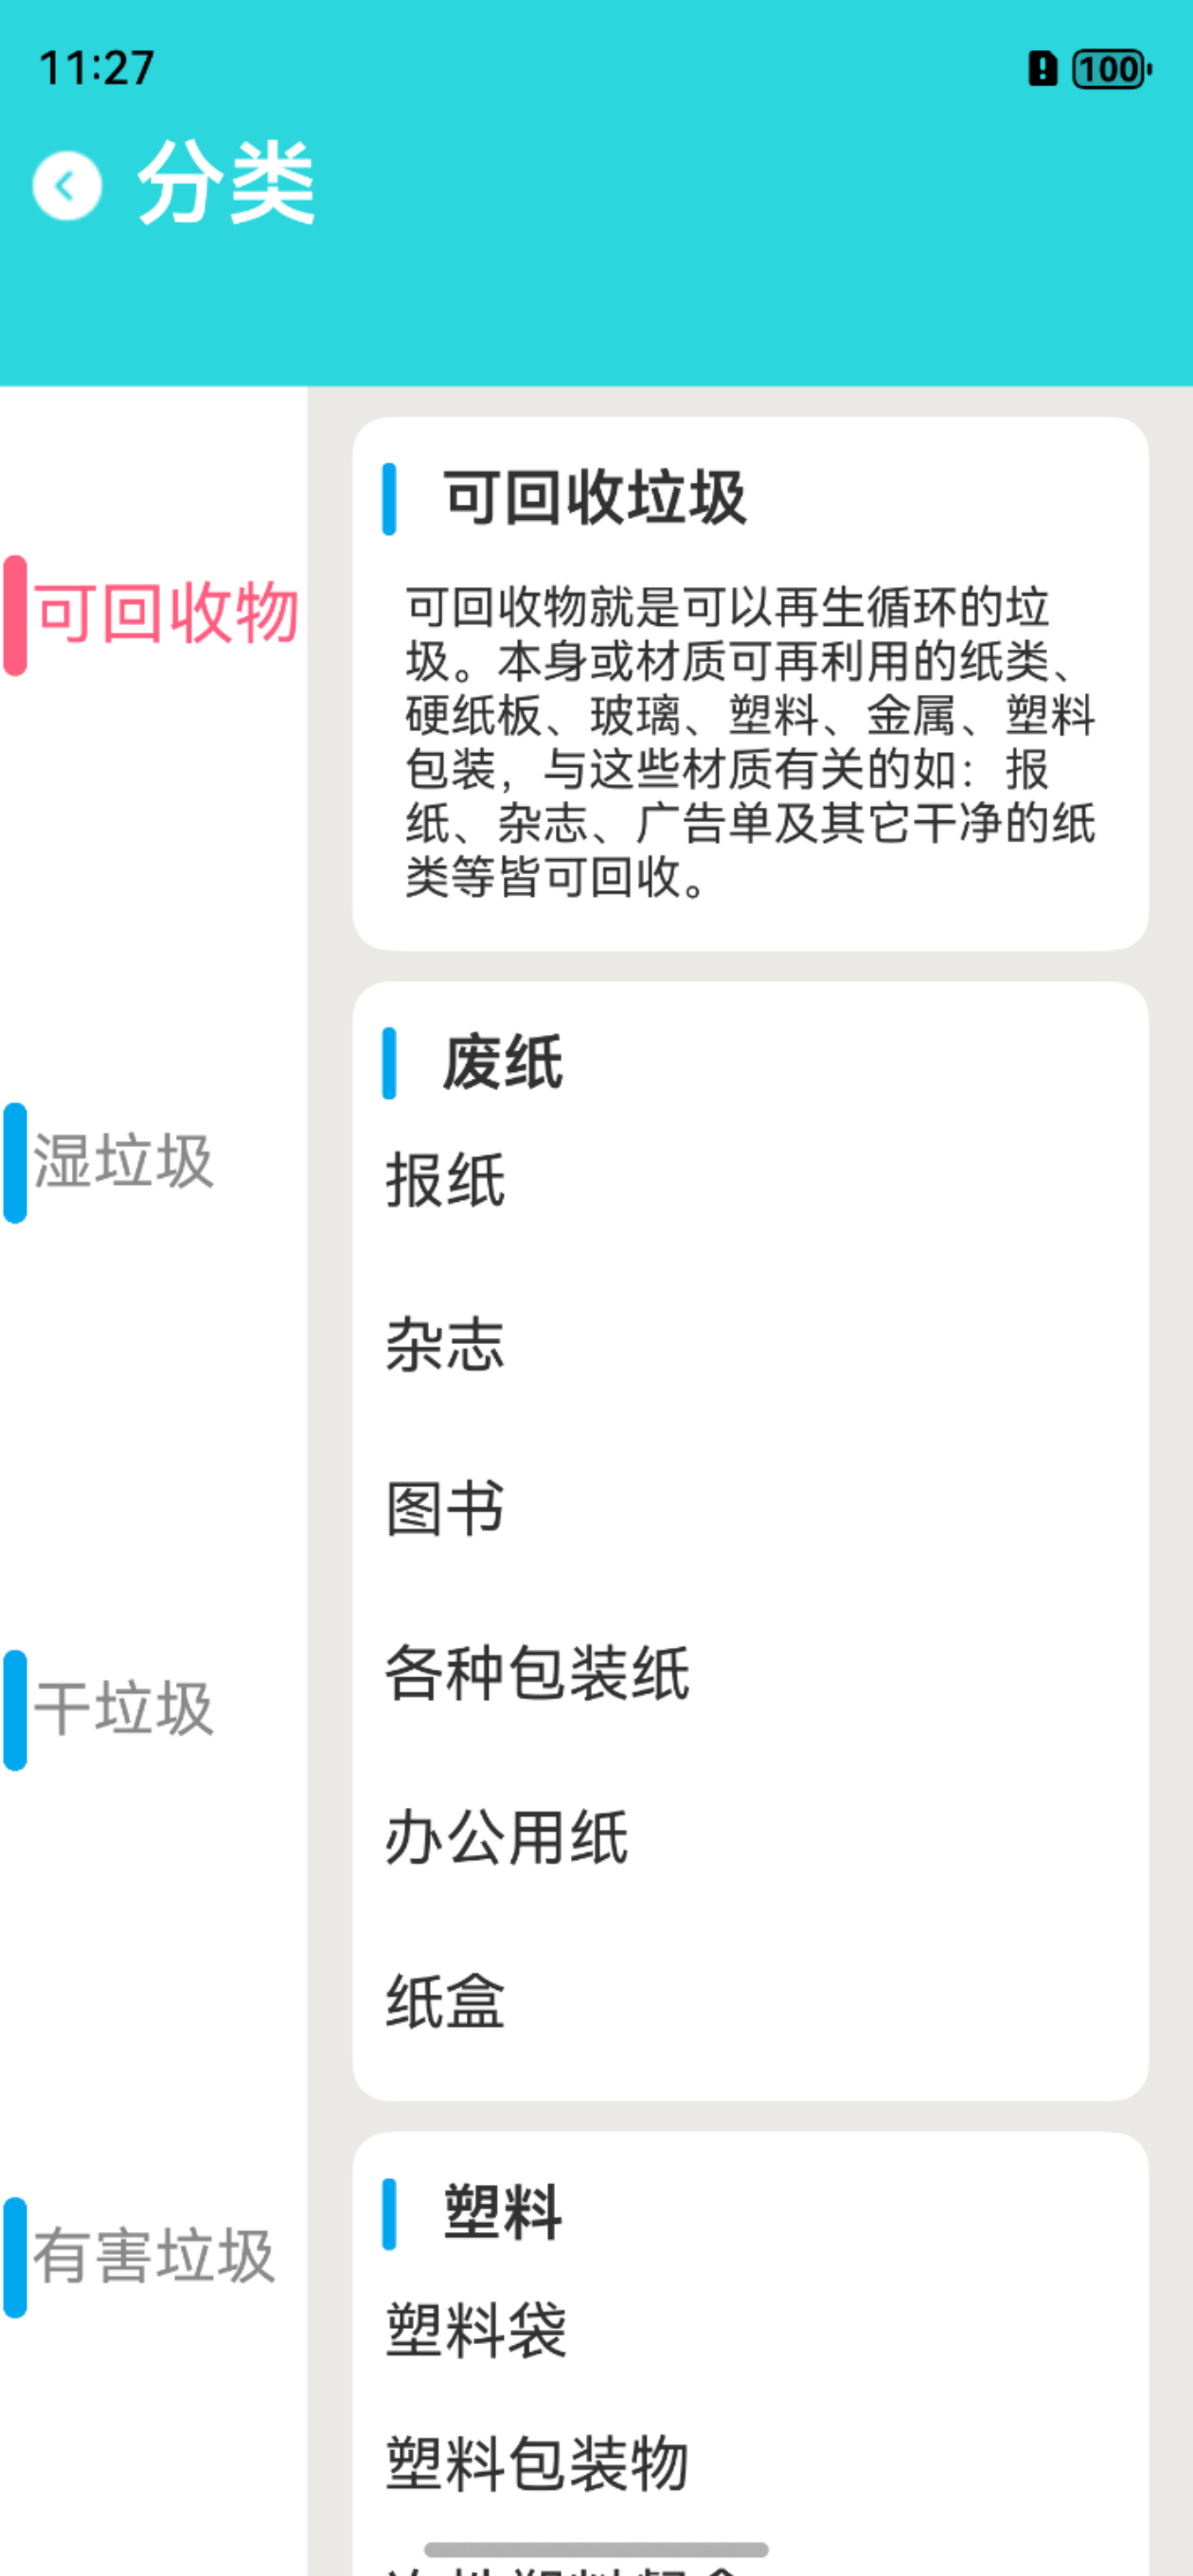 11:27
100
分类
可回收物
湿垃圾
干垃圾
有害垃圾
可回收垃圾
可回收物就是可以再生循环的垃
圾。本身或材质可再利用的纸类、
硬纸板、玻璃、塑料、金属、塑料
包装，与这些材质有关的如：报
纸、杂志、广告单及其它干净的纸
类等皆可回收。
废纸
报纸
杂志
图书
各种包装纸
办公用纸
纸盒
塑料
塑料袋
塑料包装物